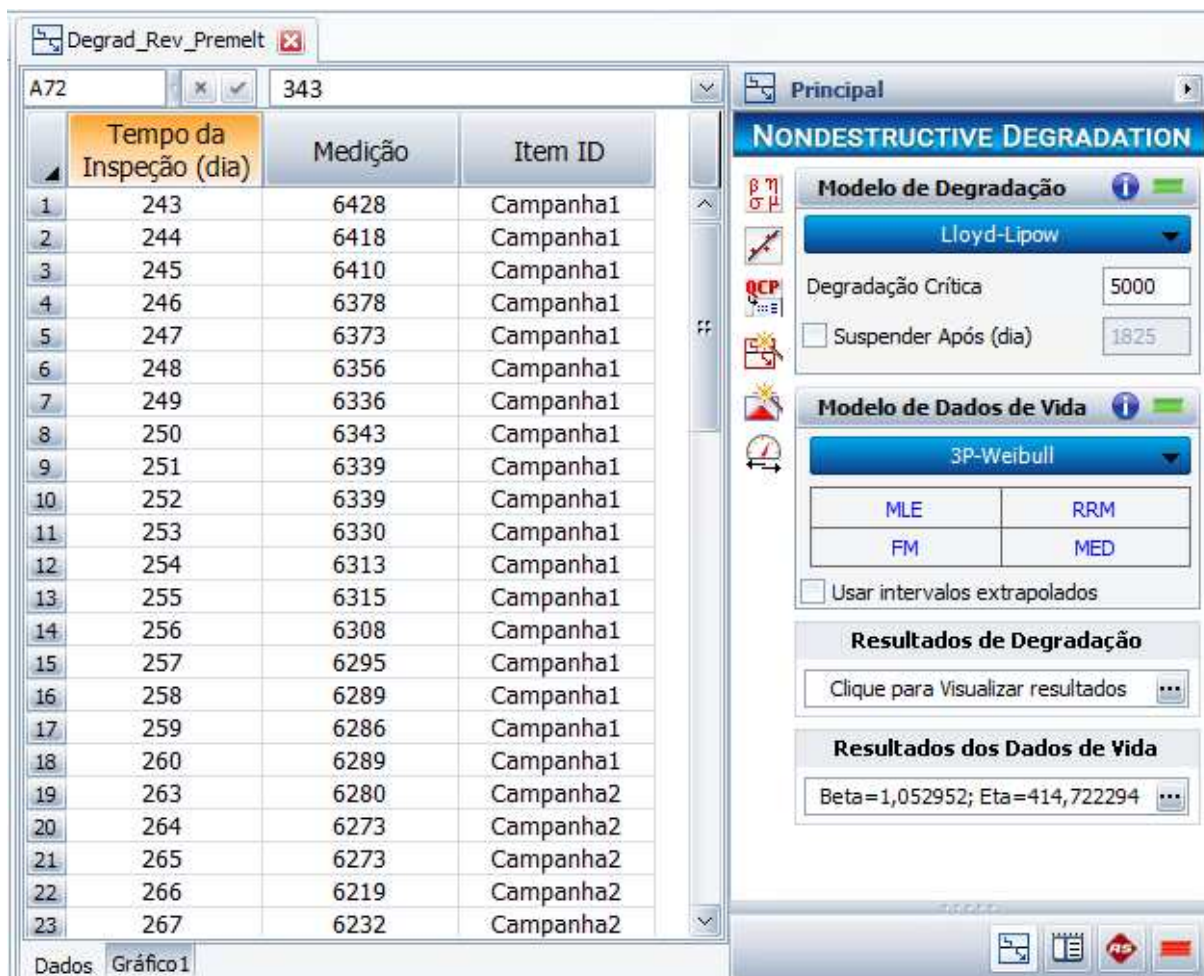 Degrad_Rev_Premelt
A72 343
Tempo da Inspeção (dia) Medição Item ID
1 243 6428 Campanha1
2 244 6418 Campanha1
3 245 6410 Campanha1
4 246 6378 Campanha1
5 247 6373 Campanha1
6 248 6356 Campanha1
7 249 6336 Campanha1
8 250 6343 Campanha1
9 251 6339 Campanha1
10 252 6339 Campanha1
11 253 6330 Campanha1
12 254 6313 Campanha1
13 255 6315 Campanha1
14 256 6308 Campanha1
15 257 6295 Campanha1
16 258 6289 Campanha1
17 259 6286 Campanha1
18 260 6289 Campanha1
19 263 6280 Campanha2
20 264 6273 Campanha2
21 265 6273 Campanha2
22 266 6219 Campanha2
23 267 6232 Campanha2
Dados Gráfico1
Principal
NONDESTRUCTIVE DEGRADATION
β η
σ μ
QCP
Modelo de Degradação
Lloyd-Lipow
Degradação Crítica 5000
Suspender Após (dia) 1825
Modelo de Dados de Vida
3P-Weibull
MLE RRM
FM MED
Usar intervalos extrapolados
Resultados de Degradação
Clique para Visualizar resultados ...
Resultados dos Dados de Vida
Beta=1,052952; Eta=414,722294 ...